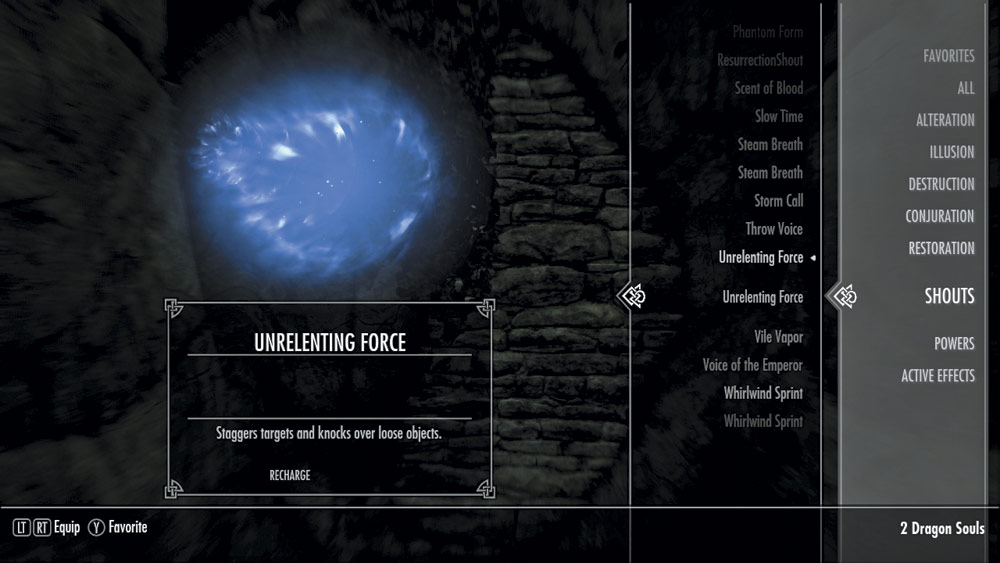 Phantom Form
ResurrectionShout
Scent of Blood
Slow Time
Steam Breath
Steam Breath
Storm Call
Throw Voice
Unrelenting Force
Unrelenting Force
Vile Vapor
Voice of the Emperor
Whirlwind Sprint
Whirlwind Sprint
FAVORITES
ALL
ALTERATION
ILLUSION
DESTRUCTION
CONJURATION
RESTORATION
SHOUTS
POWERS
ACTIVE EFFECTS
UNRELENTING FORCE
Staggers targets and knocks over loose objects.
RECHARGE
LT RT Equip Y Favorite
2 Dragon Souls